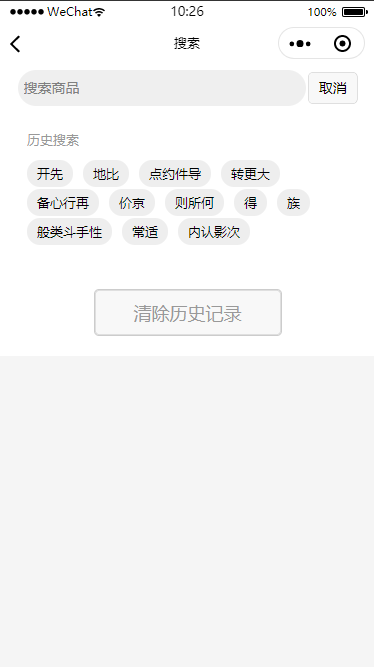 WeChat 10:26 100%
搜索
搜索商品 取消
历史搜索
开先 地比 点约件导 转更大
备心行再 价京 则所何 得 族
般类斗手性 常适 内认影次
清除历史记录